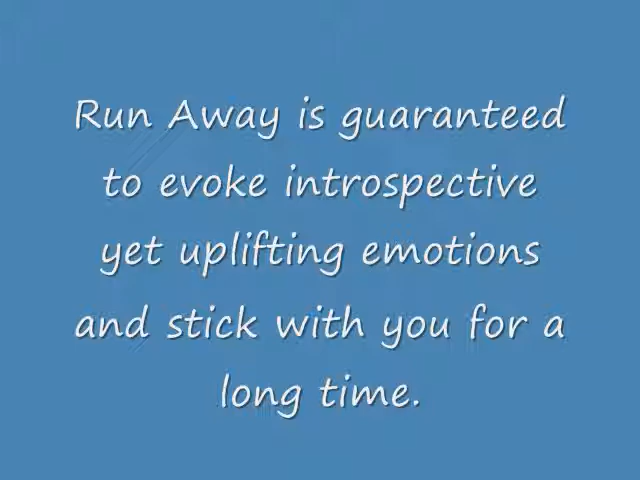 Run Away is guaranteed
to evoke introspective
yet uplifting emotions
and stick with you for a
long time.